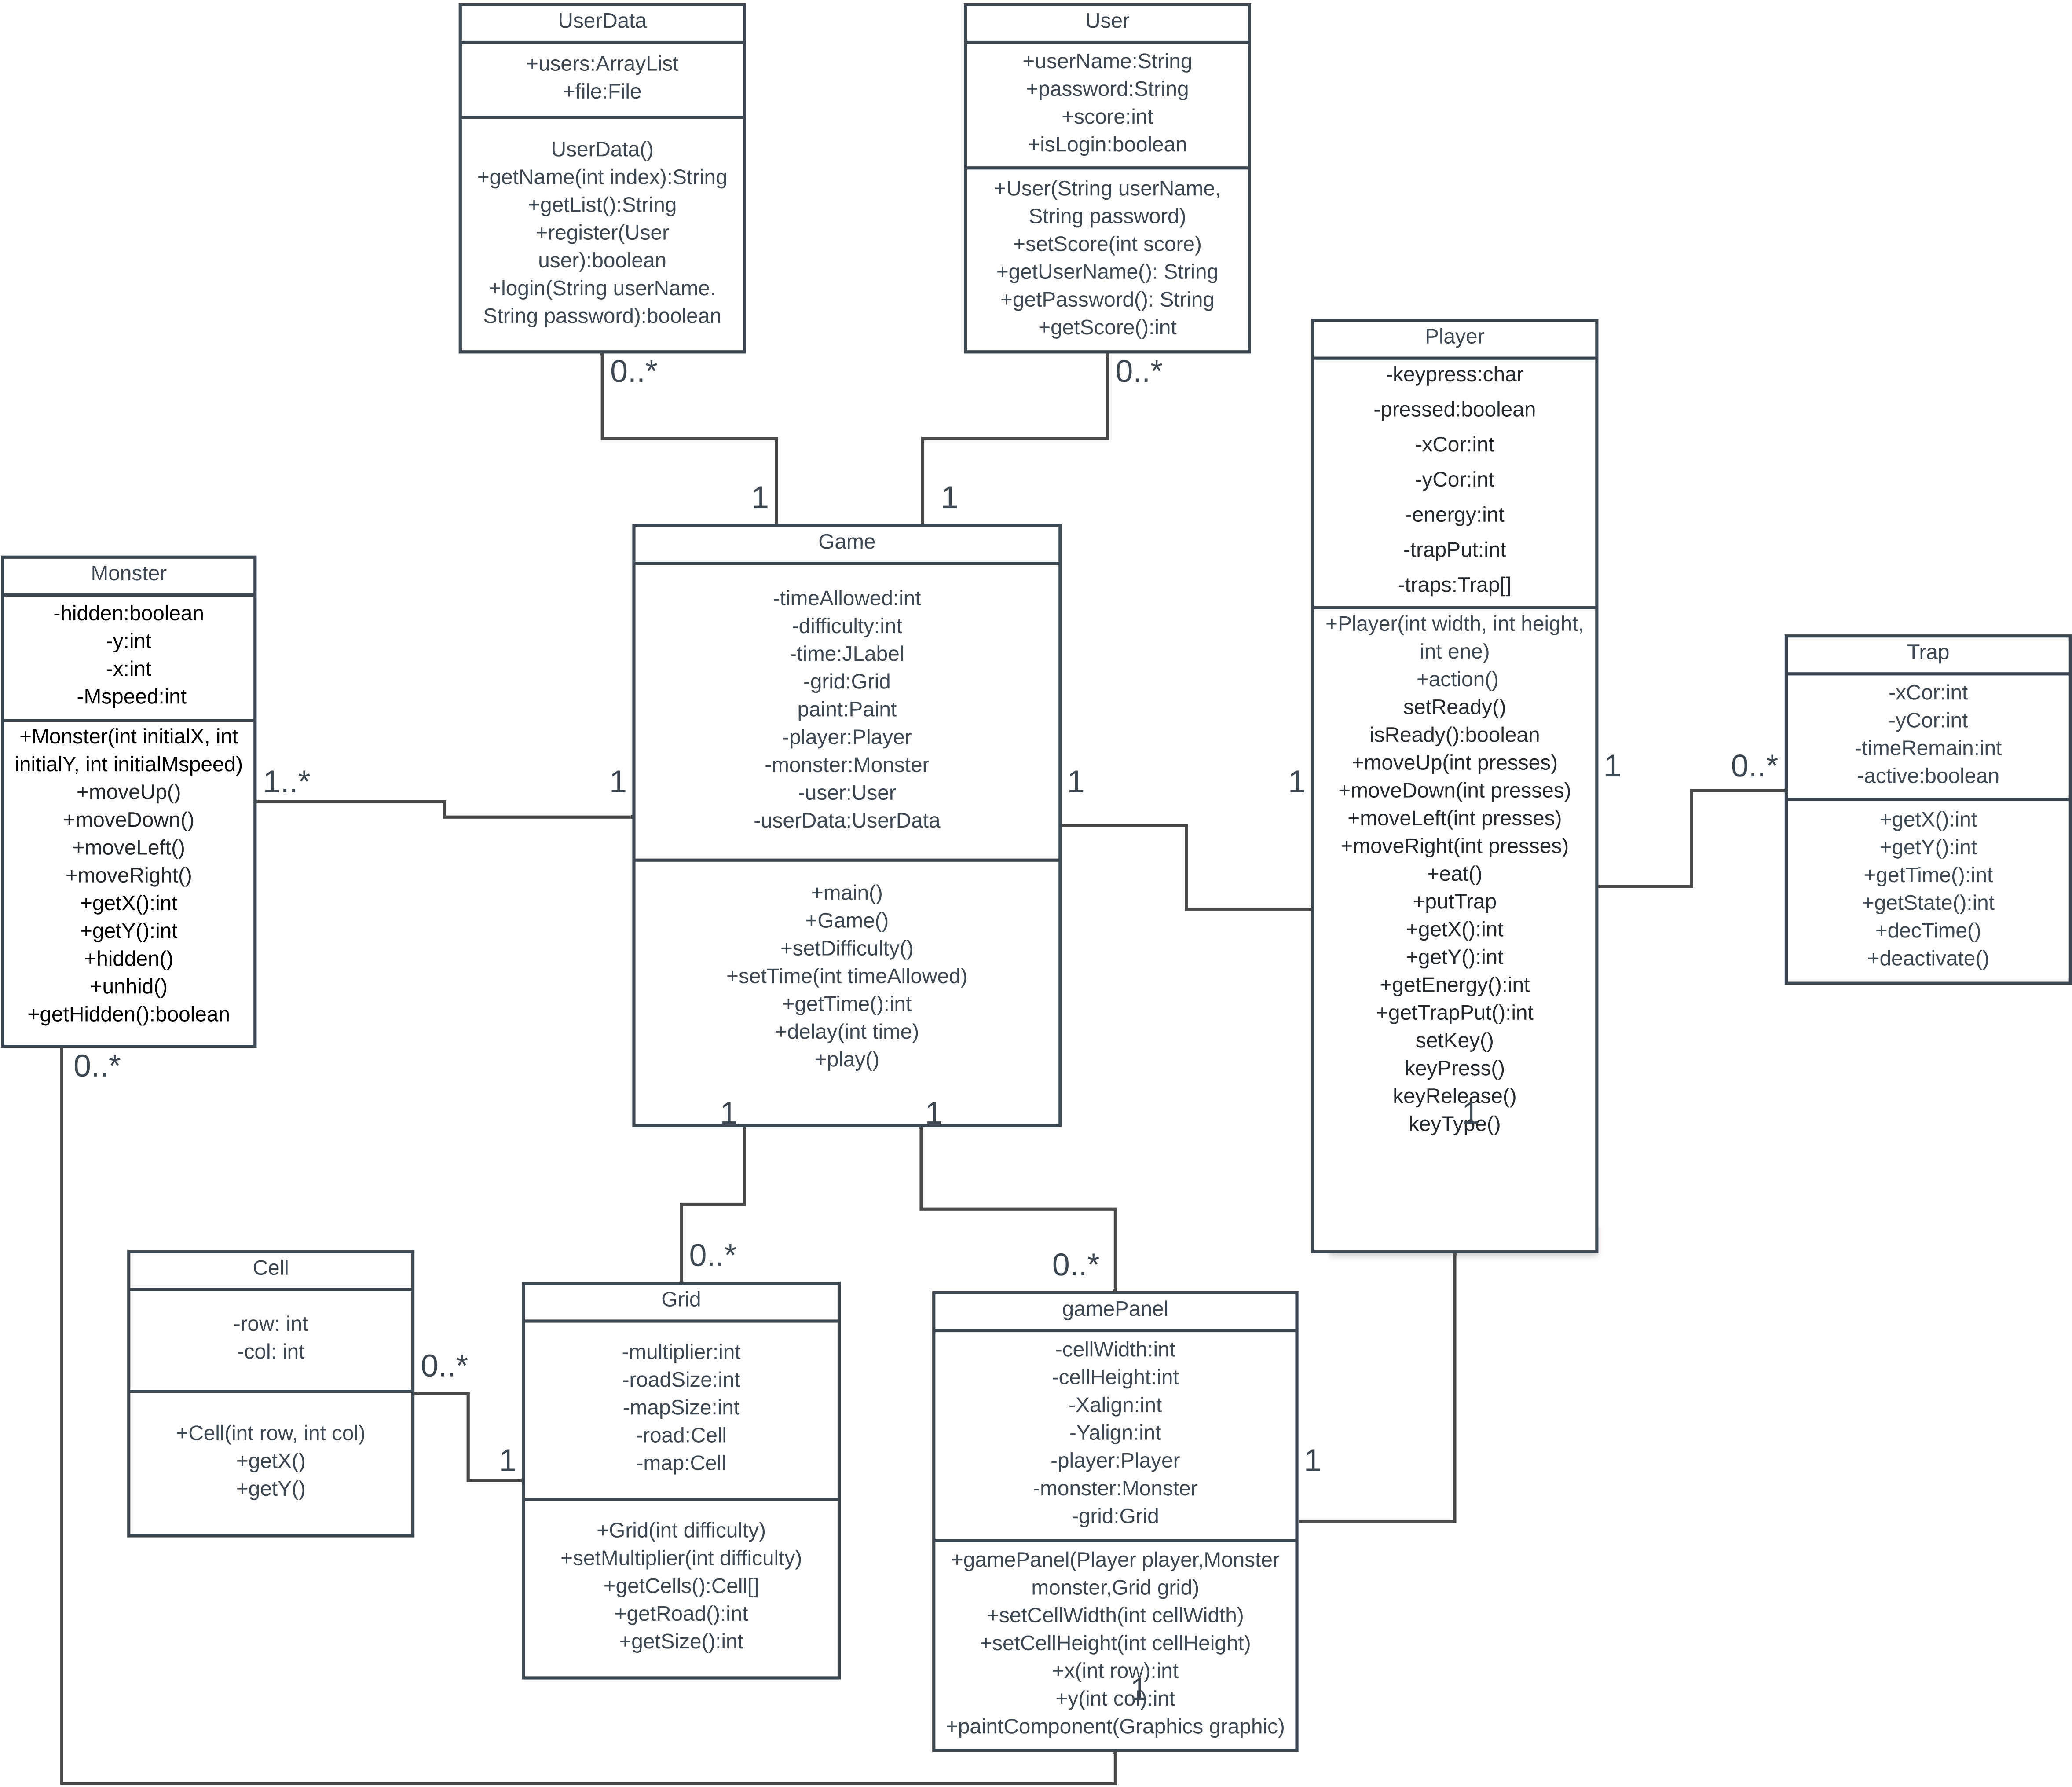 UserData
+users:ArrayList
+file:File
UserData()
+getName(int index):String
+getList():String
+register(User
user):boolean
+login(String userName.
String password):boolean
0..*
1
User
+userName:String
+password:String
+score:int
+isLogin:boolean
+User(String userName,
String password)
+setScore(int score)
+getUserName(): String
+getPassword(): String
+getScore():int
0..*
1
Monster
-hidden:boolean
-y:int
-x:int
-Mspeed:int
+Monster(int initialX, int
initialY, int initialMspeed)
+moveUp()
+moveDown()
+moveLeft()
+moveRight()
+getX():int
+getY():int
+hidden()
+unhid()
+getHidden():boolean
1..*
1
0..*
Game
-timeAllowed:int
-difficulty:int
-time:JLabel
-grid:Grid
paint:Paint
-player:Player
-monster:Monster
-user:User
-userData:UserData
+main()
+Game()
+setDifficulty()
+setTime(int timeAllowed)
+getTime():int
+delay(int time)
+play()
1
1
1
1
Player
-keypress:char
-pressed:boolean
-xCor:int
-yCor:int
-energy:int
-trapPut:int
-traps:Trap[]
+Player(int width, int height,
int ene)
+action()
setReady()
isReady():boolean
+moveUp(int presses)
+moveDown(int presses)
+moveLeft(int presses)
+moveRight(int presses)
+eat()
+putTrap
+getX():int
+getY():int
+getEnergy():int
+getTrapPut():int
setKey()
keyPress()
keyRelease()
keyType()
1
1
0..*
Trap
-xCor:int
-yCor:int
-timeRemain:int
-active:boolean
+getX():int
+getY():int
+getTime():int
+getState():int
+decTime()
+deactivate()
Cell
-row: int
-col: int
+Cell(int row, int col)
+getX()
+getY()
0..*
1
0..*
Grid
-multiplier:int
-roadSize:int
-mapSize:int
-road:Cell
-map:Cell
+Grid(int difficulty)
+setMultiplier(int difficulty)
+getCells():Cell[]
+getRoad():int
+getSize():int
0..*
gamePanel
-cellWidth:int
-cellHeight:int
-Xalign:int
-Yalign:int
-player:Player
-monster:Monster
-grid:Grid
+gamePanel(Player player,Monster
monster,Grid grid)
+setCellWidth(int cellWidth)
+setCellHeight(int cellHeight)
+x(int row):int
+y(int col):int
+paintComponent(Graphics graphic)
1
1